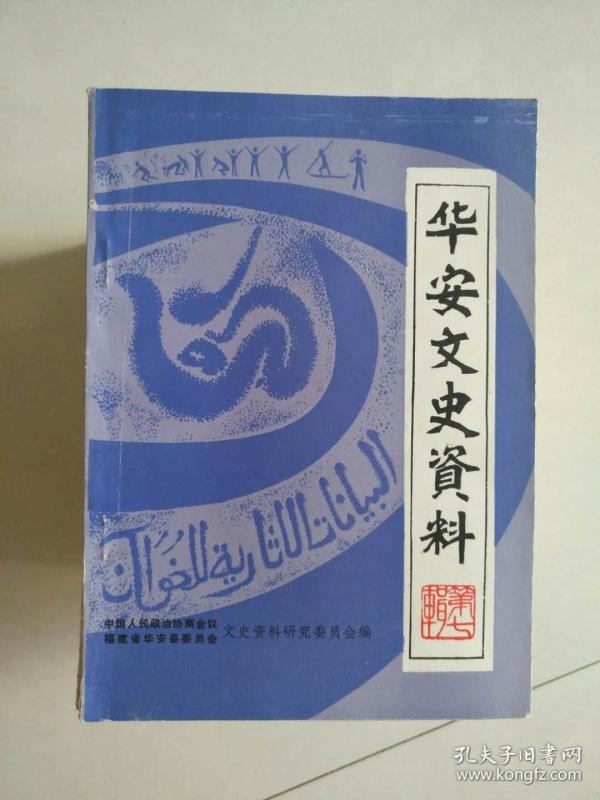 华安文史資料
第七輯
البيانات الاثارية للغوان
中国人民政治协商会议
福建省华安县委员会
文史资料研究委员会编
孔夫子旧书网
www.kongfz.com